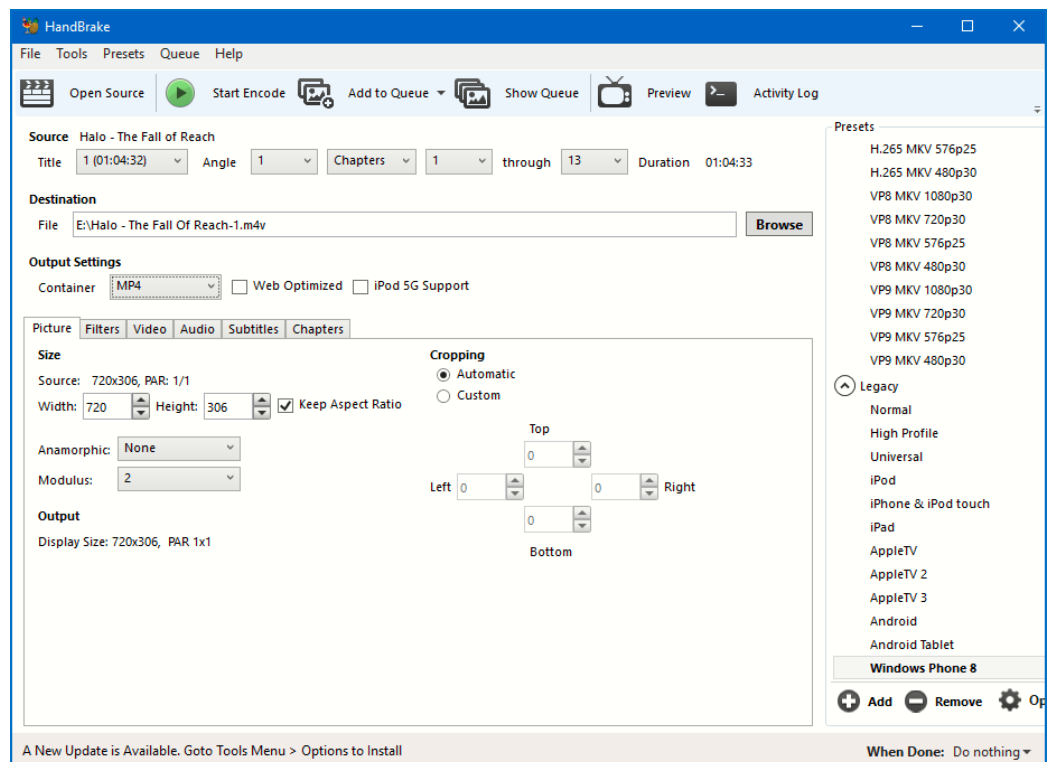 HandBrake
File Tools Presets Queue Help
Open Source Start Encode Add to Queue Show Queue Preview Activity Log
Source Halo - The Fall of Reach
Title 1 (01:04:32) Angle 1 Chapters 1 through 13 Duration 01:04:33
Destination
File E:\Halo - The Fall Of Reach-1.m4v Browse
Output Settings
Container MP4 Web Optimized iPod 5G Support
Picture Filters Video Audio Subtitles Chapters
Size
Source: 720x306, PAR: 1/1
Width: 720 Height: 306 Keep Aspect Ratio
Anamorphic: None
Modulus: 2
Output
Display Size: 720x306, PAR 1x1
Cropping
Automatic
Custom
Top
0
Left 0 0 Right
0
Bottom
Presets
H.265 MKV 576p25
H.265 MKV 480p30
VP8 MKV 1080p30
VP8 MKV 720p30
VP8 MKV 576p25
VP8 MKV 480p30
VP9 MKV 1080p30
VP9 MKV 720p30
VP9 MKV 576p25
VP9 MKV 480p30
Legacy
Normal
High Profile
Universal
iPod
iPhone & iPod touch
iPad
AppleTV
AppleTV 2
AppleTV 3
Android
Android Tablet
Windows Phone 8
Add Remove Op
A New Update is Available. Goto Tools Menu > Options to Install
When Done: Do nothing